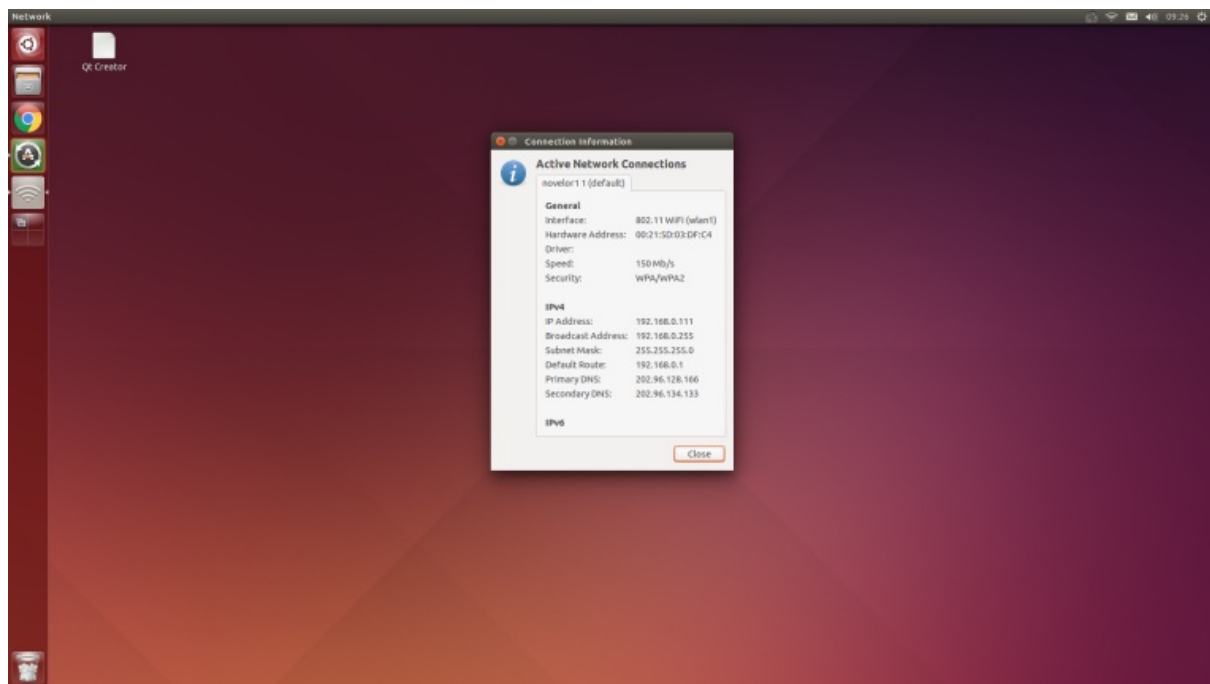 Network
09:26
Qt Creator
Connection Information
Active Network Connections
novelor1 1 (default)
General
Interface: 802.11 WiFi (wlan1)
Hardware Address: 00:21:5D:03:DF:C4
Driver:
Speed: 150 Mb/s
Security: WPA/WPA2
IPv4
IP Address: 192.168.0.111
Broadcast Address: 192.168.0.255
Subnet Mask: 255.255.255.0
Default Route: 192.168.0.1
Primary DNS: 202.96.128.166
Secondary DNS: 202.96.134.133
IPv6
Close